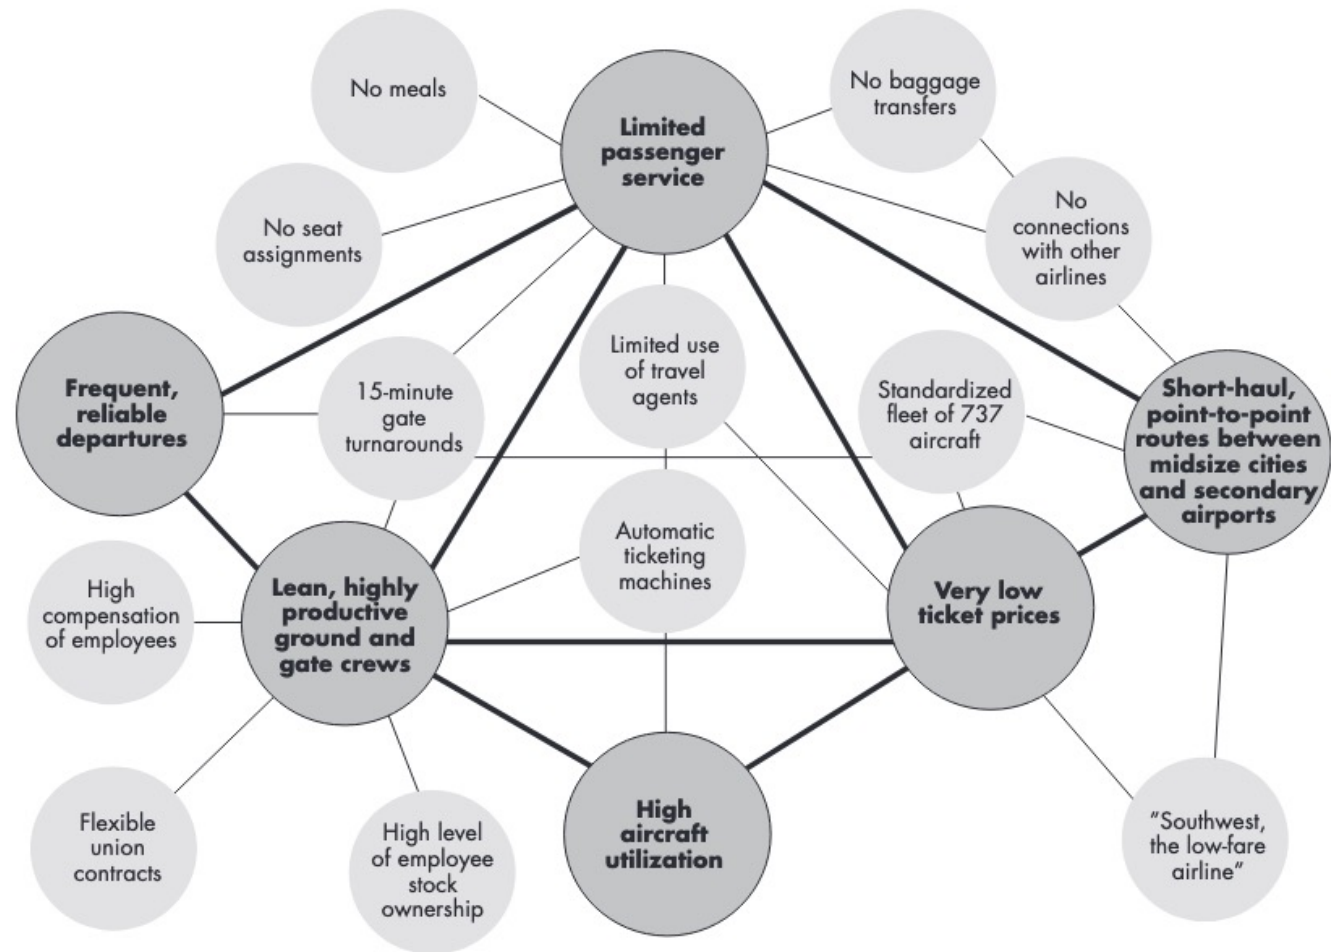 No meals
Limited
passenger
service
No baggage
transfers
No seat
assignments
No
connections
with other
airlines
Frequent,
reliable
departures
15-minute
gate
turnarounds
Limited use
of travel
agents
Standardized
fleet of 737
aircraft
Short-haul,
point-to-point
routes between
midsize cities
and secondary
airports
High
compensation
of employees
Lean, highly
productive
ground and
gate crews
Automatic
ticketing
machines
Very low
ticket prices
Flexible
union
contracts
High level
of employee
stock
ownership
High
aircraft
utilization
"Southwest,
the low-fare
airline"